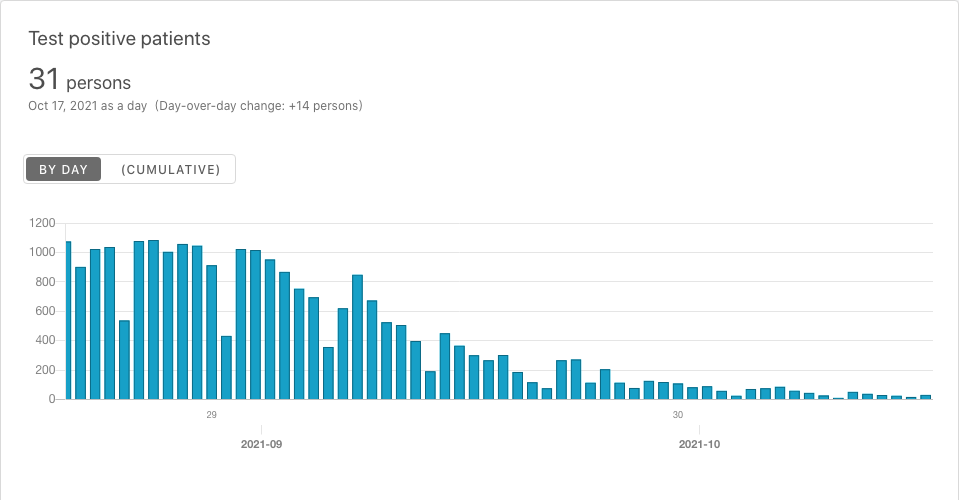 Test positive patients
31 persons
Oct 17, 2021 as a day (Day-over-day change: +14 persons)
BY DAY (CUMULATIVE)
1200
1000
800
600
400
200
0
29 30
2021-09 2021-10